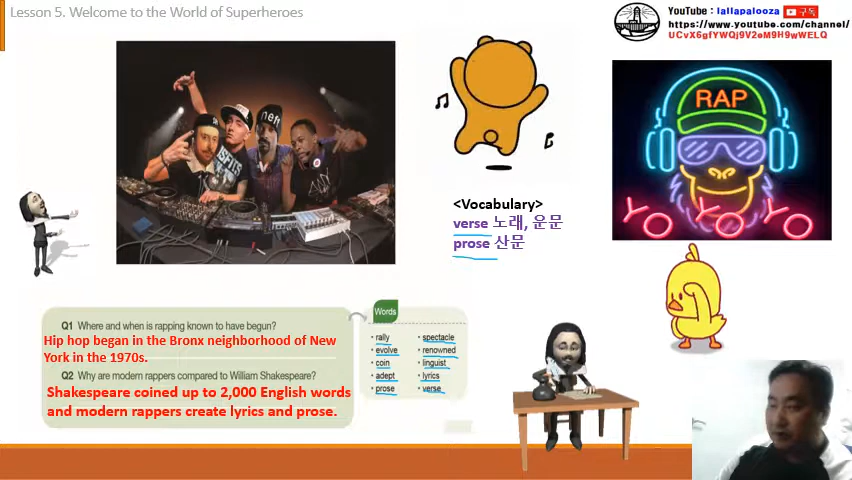 Lesson 5. Welcome to the World of Superheroes
YouTube : lallapalooza 구독
https://www.youtube.com/channel/
UCvX6gfYWQj9V2eM9H9wWELQ
RAP
YO YO YO
<Vocabulary>
verse 노래, 운문
prose 산문
Q1 Where and when is rapping known to have begun?
Hip hop began in the Bronx neighborhood of New
York in the 1970s.
Q2 Why are modern rappers compared to William Shakespeare?
Shakespeare coined up to 2,000 English words
and modern rappers create lyrics and prose.
Words
• rally • spectacle
• evolve • renowned
• coin • linguist
• adept • lyrics
• prose • verse